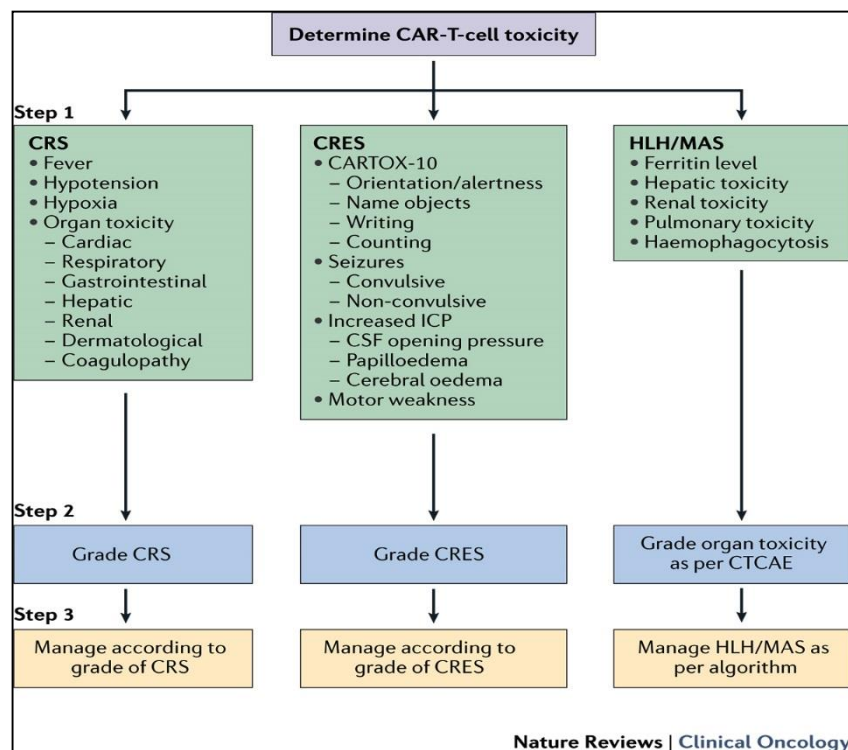 Determine CAR-T-cell toxicity
Step 1
CRS
• Fever
• Hypotension
• Hypoxia
• Organ toxicity
– Cardiac
– Respiratory
– Gastrointestinal
– Hepatic
– Renal
– Dermatological
– Coagulopathy
CRES
• CARTOX-10
– Orientation/alertness
– Name objects
– Writing
– Counting
• Seizures
– Convulsive
– Non-convulsive
• Increased ICP
– CSF opening pressure
– Papilloedema
– Cerebral oedema
• Motor weakness
HLH/MAS
• Ferritin level
• Hepatic toxicity
• Renal toxicity
• Pulmonary toxicity
• Haemophagocytosis
Step 2
Grade CRS
Grade CRES
Grade organ toxicity
as per CTCAE
Step 3
Manage according to
grade of CRS
Manage according to
grade of CRES
Manage HLH/MAS as
per algorithm
Nature Reviews | Clinical Oncology